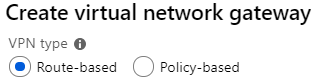 Create virtual network gateway
VPN type
Route-based Policy-based